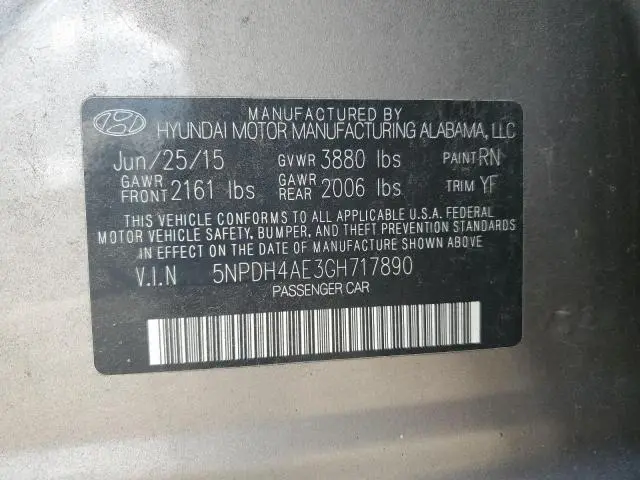 MANUFACTURED BY
HYUNDAI MOTOR MANUFACTURING ALABAMA, LLC
Jun/25/15 GVWR 3880 lbs PAINT RN
GAWR FRONT 2161 lbs GAWR REAR 2006 lbs TRIM YF
THIS VEHICLE CONFORMS TO ALL APPLICABLE U.S.A. FEDERAL
MOTOR VEHICLE SAFETY, BUMPER, AND THEFT PREVENTION STANDARDS
IN EFFECT ON THE DATE OF MANUFACTURE SHOWN ABOVE
V.I.N 5NPDH4AE3GH717890
PASSENGER CAR